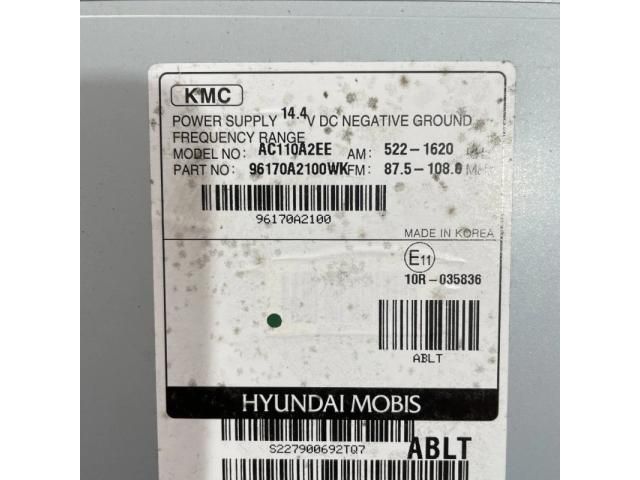 KMC
POWER SUPPLY 14.4V DC NEGATIVE GROUND
FREQUENCY RANGE
MODEL NO: AC110A2EE AM: 522-1620
PART NO: 96170A2100WK FM: 87.5-108.0
96170A2100
MADE IN KOREA
E11
10R-035836
ABLT
HYUNDAI MOBIS
S227900692TQ7 ABLT